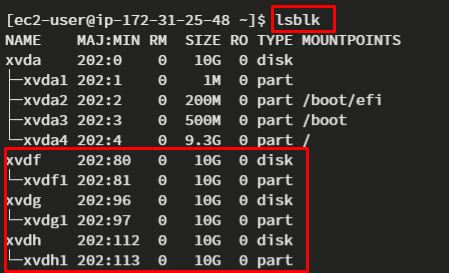 [ec2-user@ip-172-31-25-48 ~]$ lsblk
NAME    MAJ:MIN RM  SIZE RO TYPE MOUNTPOINTS
xvda    202:0    0   10G  0 disk
├─xvda1 202:1    0    1M  0 part
├─xvda2 202:2    0  200M  0 part /boot/efi
├─xvda3 202:3    0  500M  0 part /boot
└─xvda4 202:4    0  9.3G  0 part /
xvdf    202:80   0   10G  0 disk
└─xvdf1 202:81   0   10G  0 part
xvdg    202:96   0   10G  0 disk
└─xvdg1 202:97   0   10G  0 part
xvdh    202:112  0   10G  0 disk
└─xvdh1 202:113  0   10G  0 part